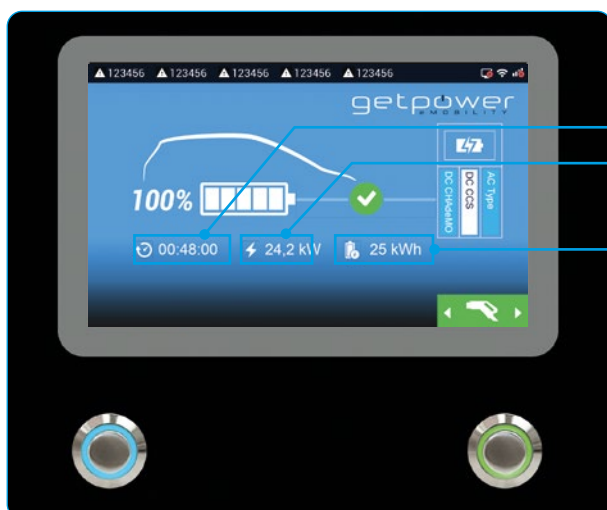 123456 123456 123456 123456 123456
getpower
eMOBILITY
100%
DC CHAdeMO
DC CCS
AC Type
00:48:00 24,2 kW 25 kWh